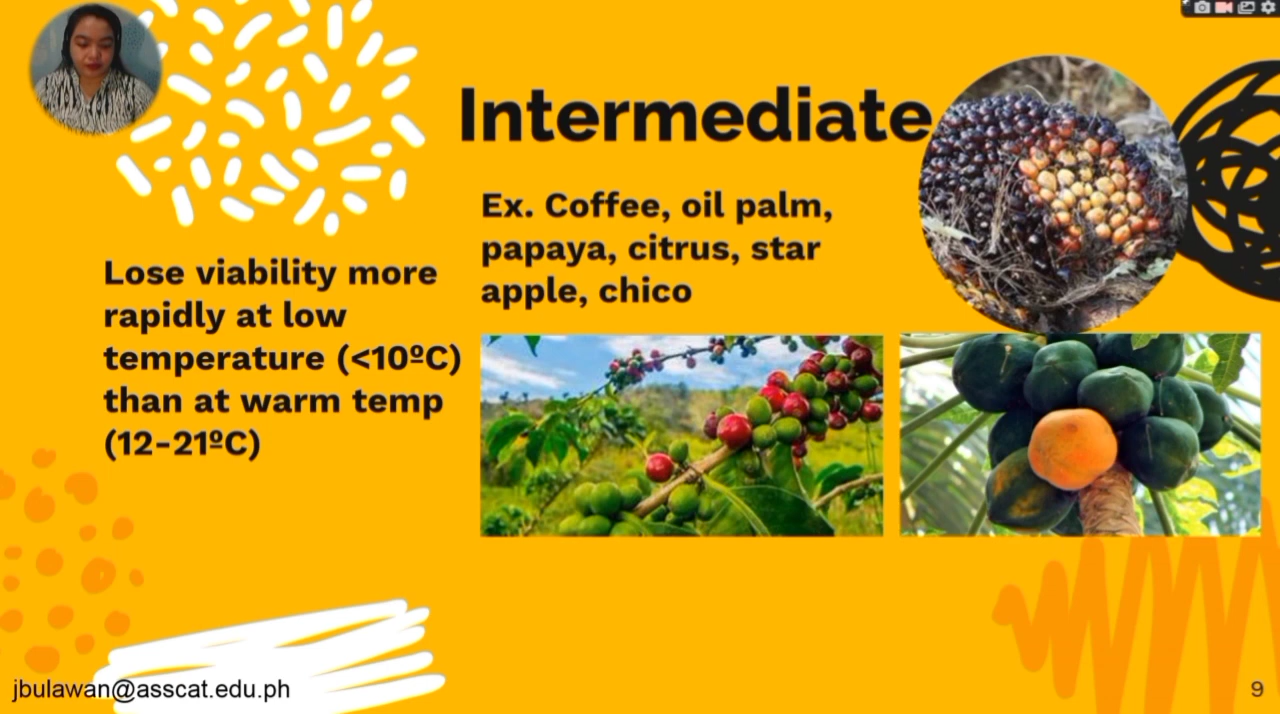 Intermediate
Ex. Coffee, oil palm,
papaya, citrus, star
apple, chico
Lose viability more
rapidly at low
temperature (<10ºC)
than at warm temp
(12-21ºC)
jbulawan@asscat.edu.ph
9